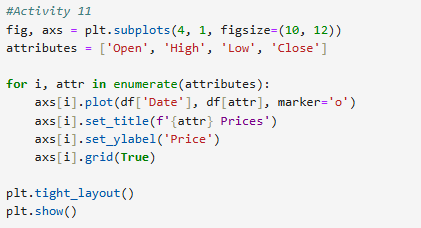 #Activity 11
fig, axs = plt.subplots(4, 1, figsize=(10, 12))
attributes = ['Open', 'High', 'Low', 'Close']

for i, attr in enumerate(attributes):
    axs[i].plot(df['Date'], df[attr], marker='o')
    axs[i].set_title(f'{attr} Prices')
    axs[i].set_ylabel('Price')
    axs[i].grid(True)

plt.tight_layout()
plt.show()